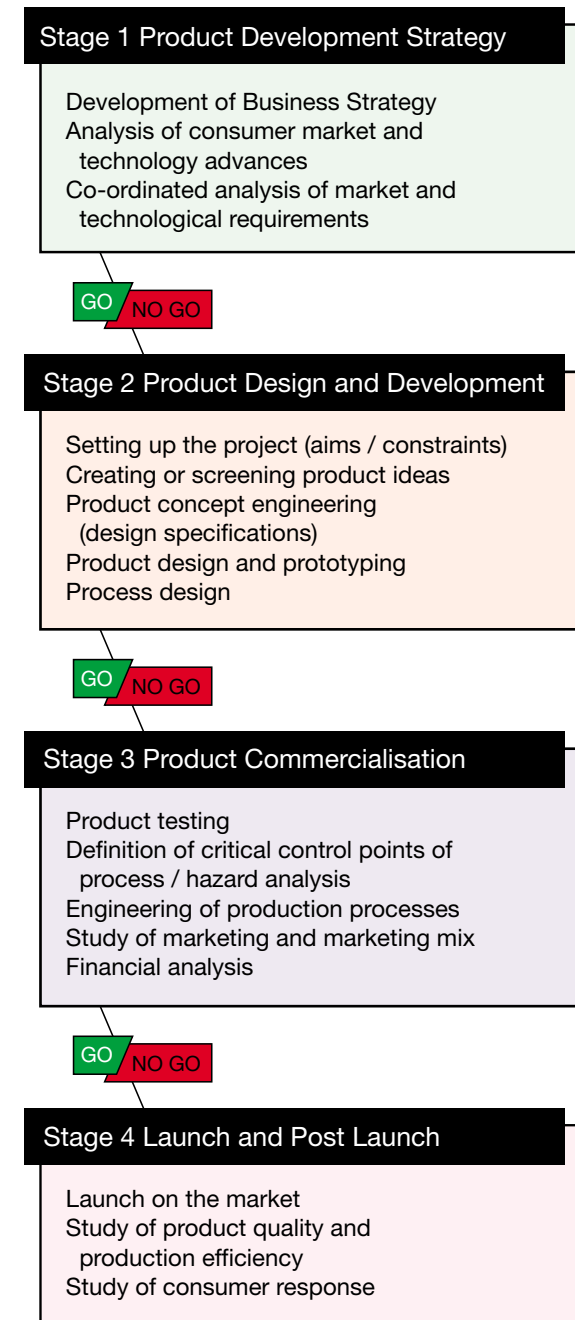 Stage 1 Product Development Strategy
Development of Business Strategy
Analysis of consumer market and
technology advances
Co-ordinated analysis of market and
technological requirements
GO NO GO
Stage 2 Product Design and Development
Setting up the project (aims / constraints)
Creating or screening product ideas
Product concept engineering
(design specifications)
Product design and prototyping
Process design
GO NO GO
Stage 3 Product Commercialisation
Product testing
Definition of critical control points of
process / hazard analysis
Engineering of production processes
Study of marketing and marketing mix
Financial analysis
GO NO GO
Stage 4 Launch and Post Launch
Launch on the market
Study of product quality and
production efficiency
Study of consumer response